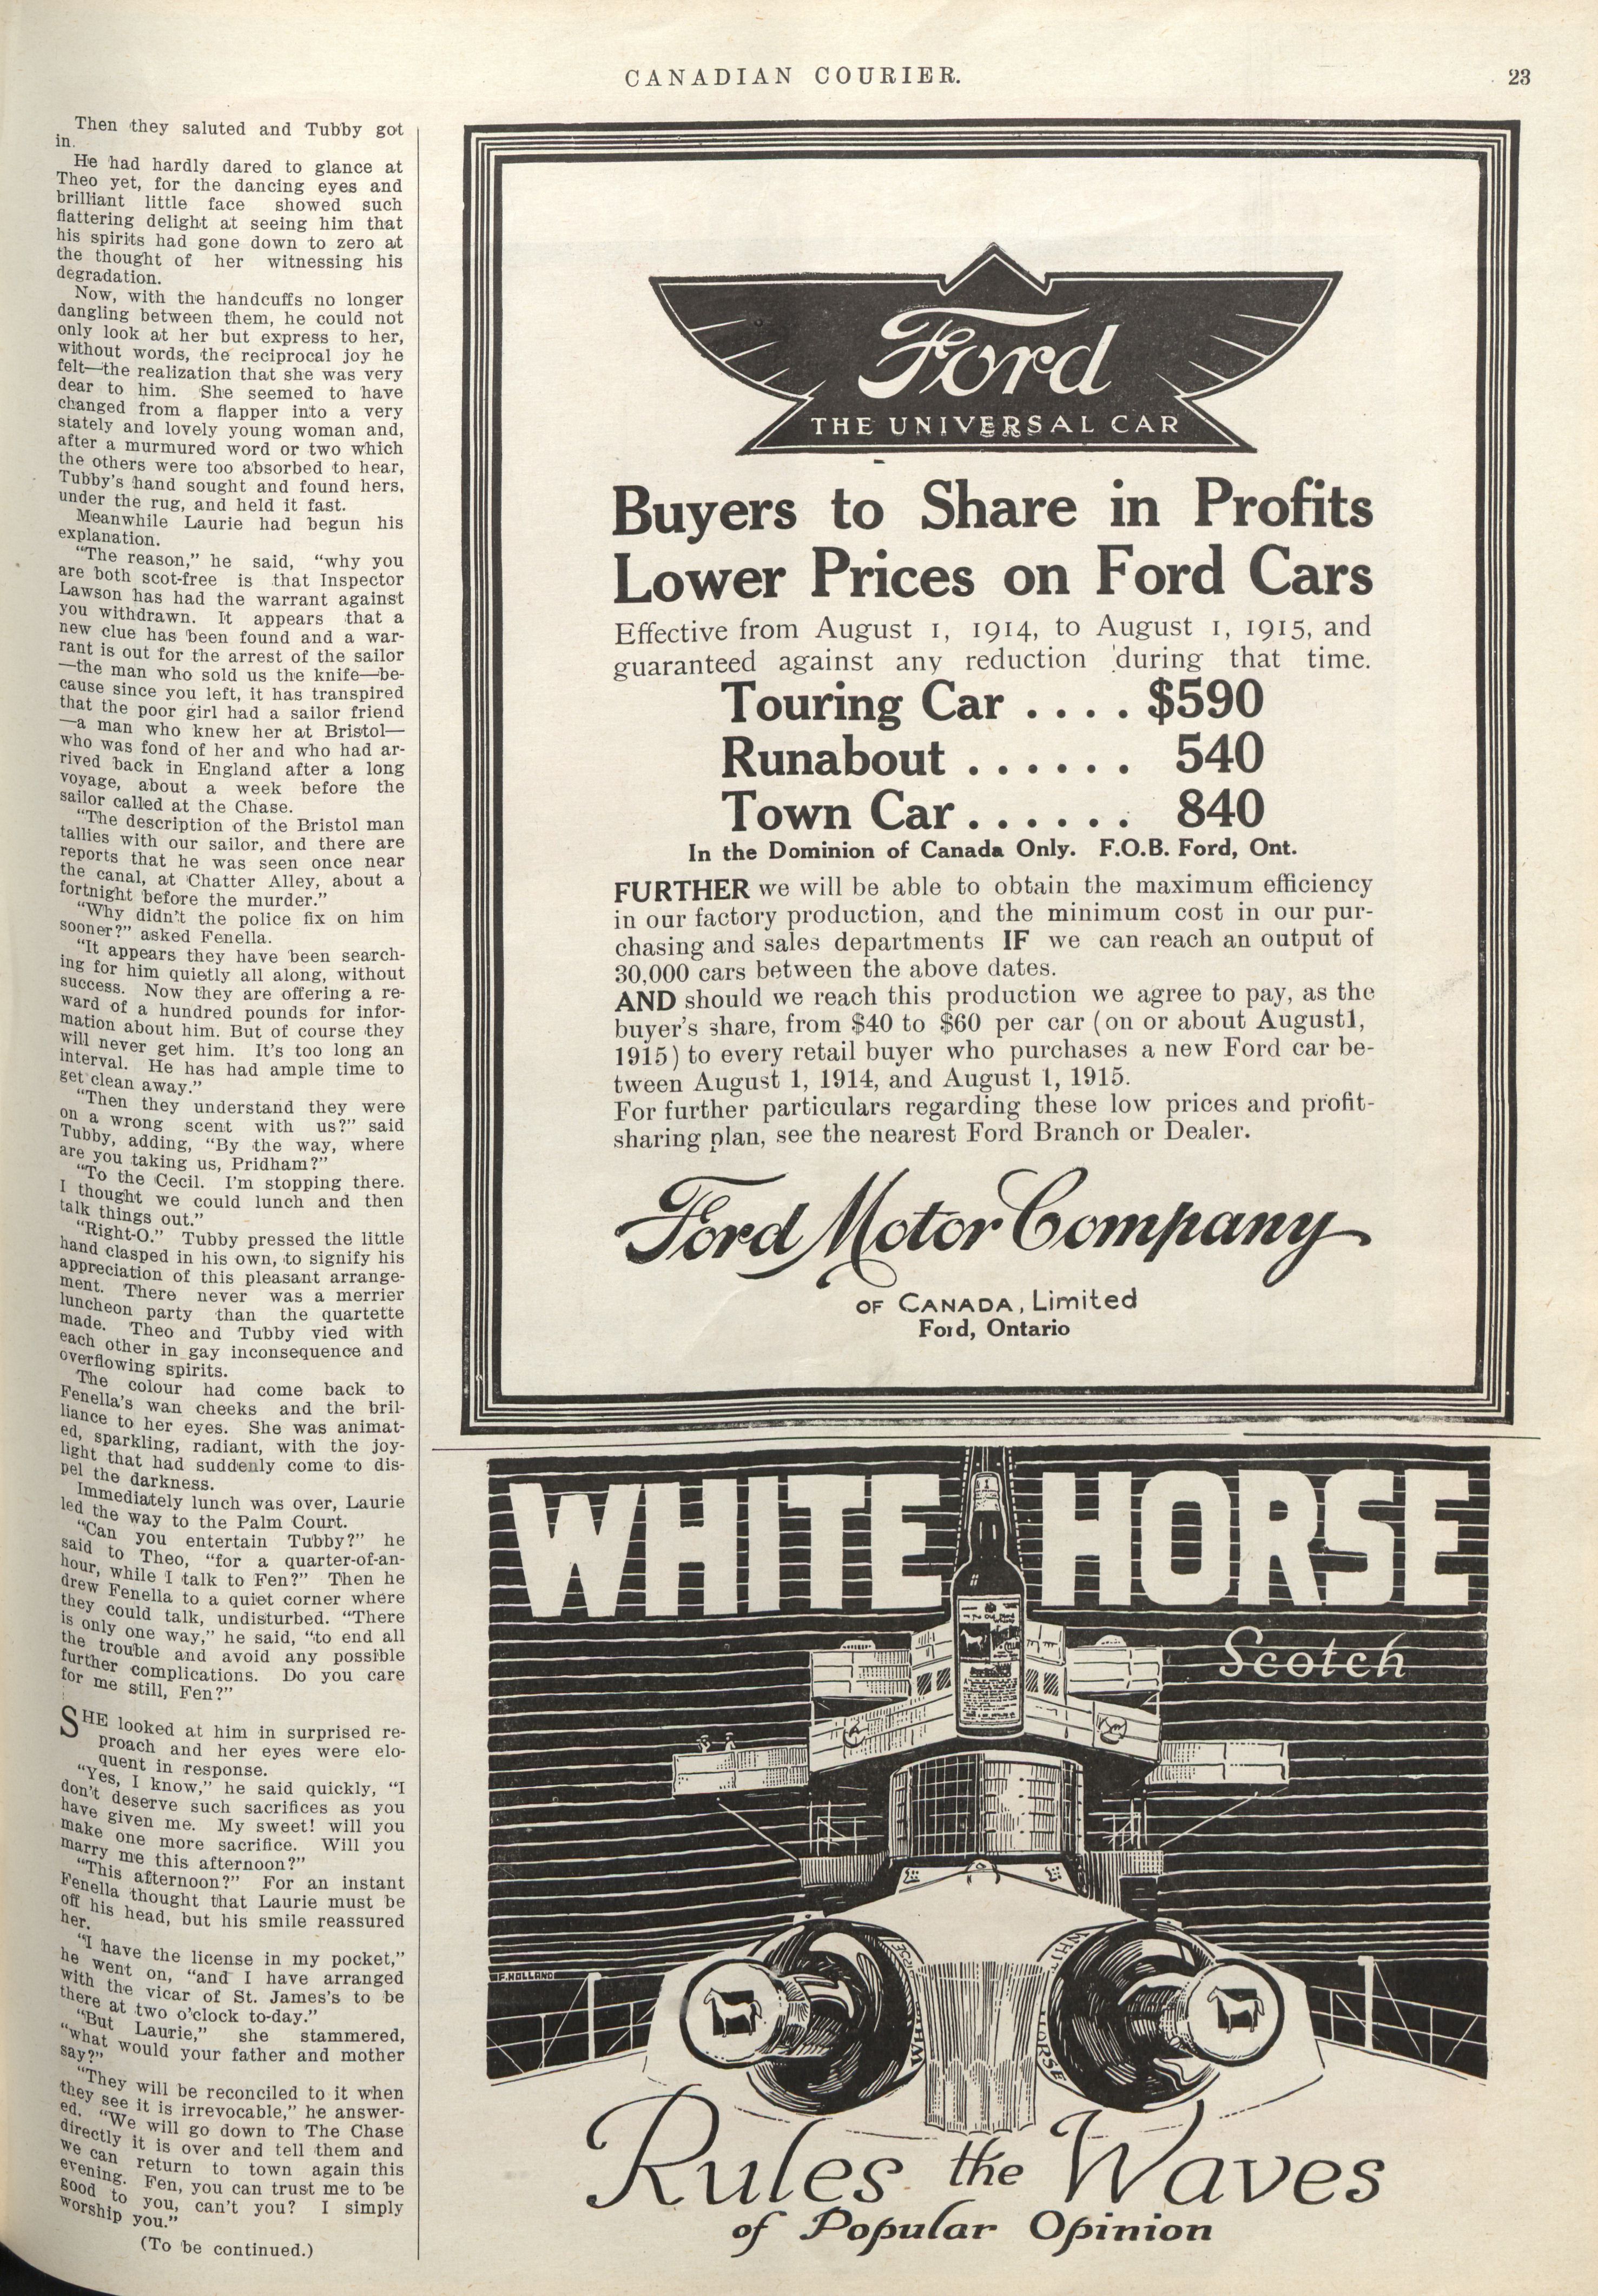 CANADIAN COURIER.
23
Then they saluted and Tubby got
in.
He had hardly dared to glance at
Theo yet, for the dancing eyes and
brilliant little face showed such
flattering delight at seeing him that
his spirits had gone down to zero at
the thought of her witnessing his
degradation.
Now, with the handcuffs no longer
dangling between them, he could not
only look at her but express to her,
without words, the reciprocal joy he
felt—the realization that she was very
dear to him. She seemed to have
changed from a flapper into a very
stately and lovely young woman and,
after a murmured word or two which
the others were too absorbed to hear,
Tubby's hand sought and found hers,
under the rug, and held it fast.
Meanwhile Laurie had begun his
explanation.
"The reason," he said, "why you
are both scot-free is that Inspector
Lawson has had the warrant against
you withdrawn. It appears that a
new clue has been found and a war-
rant is out for the arrest of the sailor
—the man who sold us the knife—be-
cause since you left, it has transpired
that the poor girl had a sailor friend
—a man who knew her at Bristol—
who was fond of her and who had ar-
rived back in England after a long
voyage, about a week before the
sailor called at the Chase.
"The description of the Bristol man
tallies with our sailor, and there are
reports that he was seen once near
the canal, at Chatter Alley, about a
fortnight before the murder."
"Why didn't the police fix on him
sooner?" asked Fenella.
"It appears they have been search-
ing for him quietly all along, without
success. Now they are offering a re-
ward of a hundred pounds for infor-
mation about him. But of course they
will never get him. It's too long an
interval. He has had ample time to
get clean away."
"Then they understand they were
on a wrong scent with us?" said
Tubby, adding, "By the way, where
are you taking us, Pridham?"
"To the Cecil. I'm stopping there.
I thought we could lunch and then
talk things out."
"Right-O." Tubby pressed the little
hand clasped in his own, to signify his
appreciation of this pleasant arrange-
ment. There never was a merrier
luncheon party than the quartette
made. Theo and Tubby vied with
each other in gay inconsequence and
overflowing spirits.
The colour had come back to
Fenella's wan cheeks and the bril-
liance to her eyes. She was animat-
ed, sparkling, radiant, with the joy-
light that had suddenly come to dis-
pel the darkness.
Immediately lunch was over, Laurie
led the way to the Palm Court.
"Can you entertain Tubby?" he
said to Theo, "for a quarter-of-an-
hour, while I talk to Fen?" Then he
drew Fenella to a quiet corner where
they could talk, undisturbed. "There
is only one way," he said, "to end all
the trouble and avoid any possible
further complications. Do you care
for me still, Fen?"
SHE looked at him in surprised re-
proach and her eyes were elo-
quent in response.
"Yes, I know," he said quickly, "I
don't deserve such sacrifices as you
have given me. My sweet! will you
make one more sacrifice. Will you
marry me this afternoon?"
"This afternoon?" For an instant
Fenella thought that Laurie must be
off his head, but his smile reassured
her.
"I have the license in my pocket,"
he went on, "and I have arranged
with the vicar of St. James's to be
there at two o'clock to-day."
"But Laurie," she stammered,
"what would your father and mother
say?"
"They will be reconciled to it when
they see it is irrevocable," he answer-
ed. "We will go down to The Chase
directly it is over and tell them and
we can return to town again this
evening. Fen, you can trust me to be
good to you, can't you? I simply
worship you."
(To be continued.)
Ford
THE UNIVERSAL CAR
Buyers to Share in Profits
Lower Prices on Ford Cars
Effective from August 1, 1914, to August 1, 1915, and
guaranteed against any reduction during that time.
Touring Car . . . . $590
Runabout . . . . . . 540
Town Car . . . . . . 840
In the Dominion of Canada Only. F.O.B. Ford, Ont.
FURTHER we will be able to obtain the maximum efficiency
in our factory production, and the minimum cost in our pur-
chasing and sales departments IF we can reach an output of
30,000 cars between the above dates.
AND should we reach this production we agree to pay, as the
buyer's share, from $40 to $60 per car (on or about August1,
1915) to every retail buyer who purchases a new Ford car be-
tween August 1, 1914, and August 1, 1915.
For further particulars regarding these low prices and profit-
sharing plan, see the nearest Ford Branch or Dealer.
Ford Motor Company
OF CANADA, Limited
Ford, Ontario
WHITE HORSE
Scotch
F. HOLLAND
Rules the Waves
of Popular Opinion